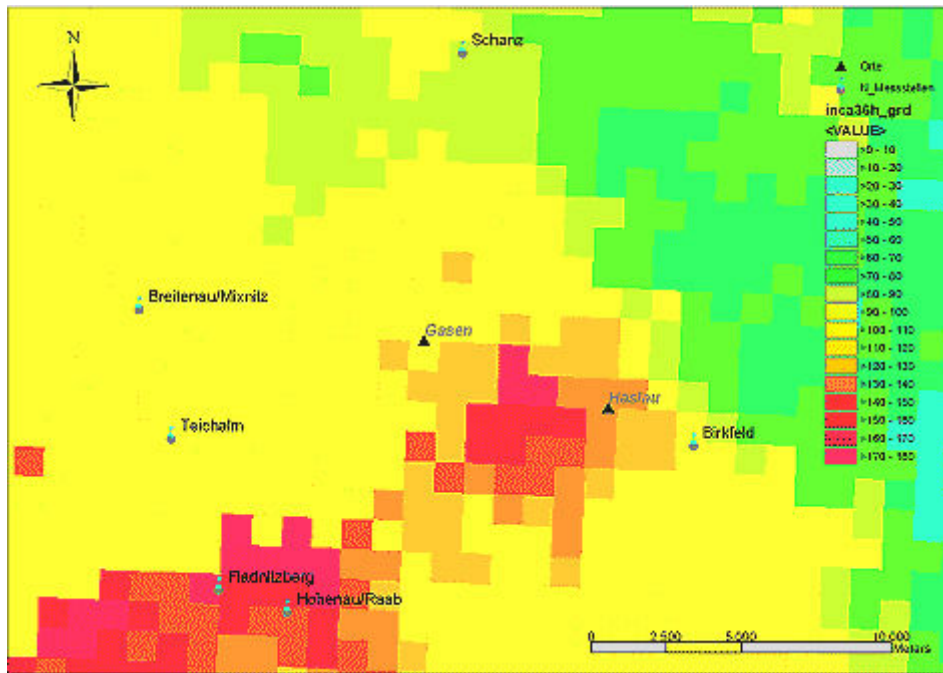 N
Schanz
Orte
N_Messstellen
inca36h_grd
<VALUE>
>0 - 10
>10 - 20
>20 - 30
>30 - 40
>40 - 50
>50 - 60
>60 - 70
>70 - 80
>80 - 90
>90 - 100
>100 - 110
>110 - 120
>120 - 130
>130 - 140
>140 - 150
>150 - 160
>160 - 170
>170 - 180
Breitenau/Mixnitz
Gasen
Haslau
Teichalm
Birkfeld
Fladnitzberg
Hohenau/Raab
0 2.500 5.000 10.000
Meters